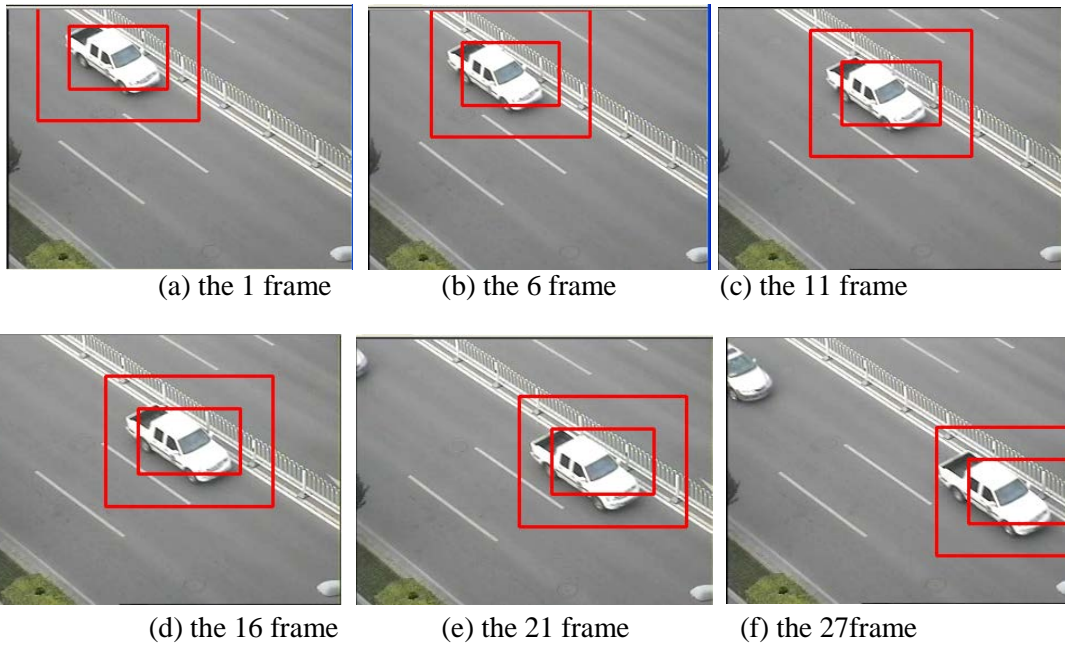 (a) the 1 frame (b) the 6 frame (c) the 11 frame
(d) the 16 frame (e) the 21 frame (f) the 27frame